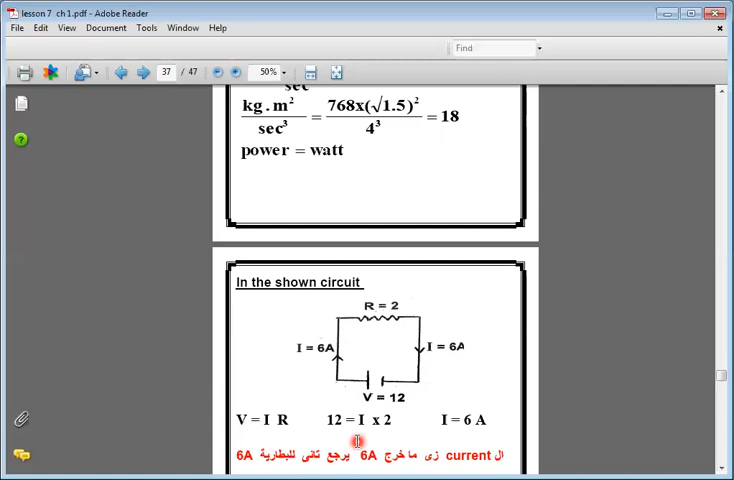 lesson 7 ch 1.pdf - Adobe Reader
File Edit View Document Tools Window Help
Find
37 / 47 50%
sec
kg . m² / sec³ = 768x(√1.5)² / 4³ = 18
power = watt
In the shown circuit
R = 2
I = 6A I = 6A
V = 12
V = I R 12 = I x 2 I = 6 A
ال current زى ما خرج 6A يرجع تانى للبطارية 6A